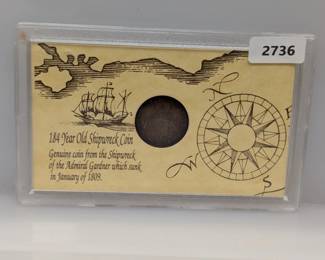 2736
184 Year Old Shipwreck Coin
Genuine coin from the Shipwreck
of the Admiral Gardner which sunk
in January of 1809.
N
E
W
S